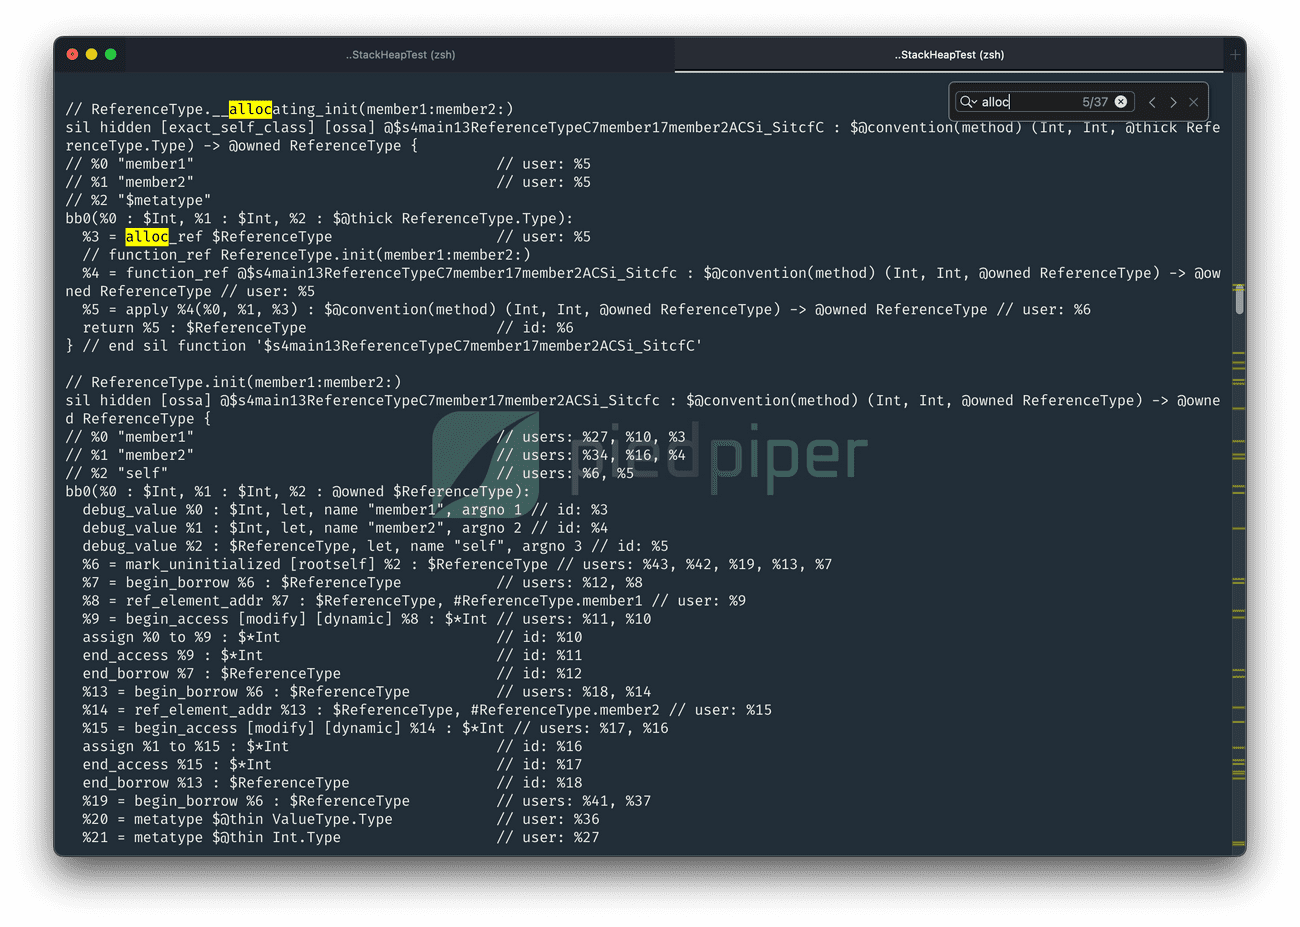 ..StackHeapTest (zsh)
..StackHeapTest (zsh)
alloc
5/37
// ReferenceType.__allocating_init(member1:member2:)
sil hidden [exact_self_class] [ossa] @$s4main13ReferenceTypeC7member17member2ACSi_SitcfC : $@convention(method) (Int, Int, @thick Refe
renceType.Type) -> @owned ReferenceType {
// %0 "member1" // user: %5
// %1 "member2" // user: %5
// %2 "$metatype"
bb0(%0 : $Int, %1 : $Int, %2 : $@thick ReferenceType.Type):
%3 = alloc_ref $ReferenceType // user: %5
// function_ref ReferenceType.init(member1:member2:)
%4 = function_ref @$s4main13ReferenceTypeC7member17member2ACSi_Sitcfc : $@convention(method) (Int, Int, @owned ReferenceType) -> @ow
ned ReferenceType // user: %5
%5 = apply %4(%0, %1, %3) : $@convention(method) (Int, Int, @owned ReferenceType) -> @owned ReferenceType // user: %6
return %5 : $ReferenceType // id: %6
} // end sil function '$s4main13ReferenceTypeC7member17member2ACSi_SitcfC'
// ReferenceType.init(member1:member2:)
sil hidden [ossa] @$s4main13ReferenceTypeC7member17member2ACSi_Sitcfc : $@convention(method) (Int, Int, @owned ReferenceType) -> @owne
d ReferenceType {
// %0 "member1" // users: %27, %10, %3
// %1 "member2" // users: %34, %16, %4
// %2 "self" // users: %6, %5
piedpiper
bb0(%0 : $Int, %1 : $Int, %2 : @owned $ReferenceType):
debug_value %0 : $Int, let, name "member1", argno 1 // id: %3
debug_value %1 : $Int, let, name "member2", argno 2 // id: %4
debug_value %2 : $ReferenceType, let, name "self", argno 3 // id: %5
%6 = mark_uninitialized [rootself] %2 : $ReferenceType // users: %43, %42, %19, %13, %7
%7 = begin_borrow %6 : $ReferenceType // users: %12, %8
%8 = ref_element_addr %7 : $ReferenceType, #ReferenceType.member1 // user: %9
%9 = begin_access [modify] [dynamic] %8 : $*Int // users: %11, %10
assign %0 to %9 : $*Int // id: %10
end_access %9 : $*Int // id: %11
end_borrow %7 : $ReferenceType // id: %12
%13 = begin_borrow %6 : $ReferenceType // users: %18, %14
%14 = ref_element_addr %13 : $ReferenceType, #ReferenceType.member2 // user: %15
%15 = begin_access [modify] [dynamic] %14 : $*Int // users: %17, %16
assign %1 to %15 : $*Int // id: %16
end_access %15 : $*Int // id: %17
end_borrow %13 : $ReferenceType // id: %18
%19 = begin_borrow %6 : $ReferenceType // users: %41, %37
%20 = metatype $@thin ValueType.Type // user: %36
%21 = metatype $@thin Int.Type // user: %27